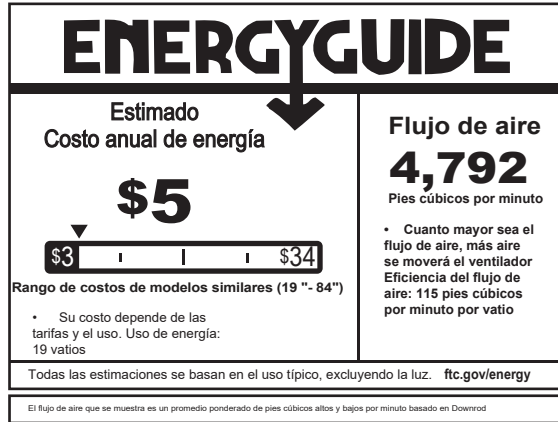 ENERGYGUIDE
Estimado
Costo anual de energía
$5
$3 $34
Rango de costos de modelos similares (19 "- 84")
• Su costo depende de las
tarifas y el uso. Uso de energía:
19 vatios
Flujo de aire
4,792
Pies cúbicos por minuto
• Cuanto mayor sea el
flujo de aire, más aire
se moverá el ventilador
Eficiencia del flujo de
aire: 115 pies cúbicos
por minuto por vatio
Todas las estimaciones se basan en el uso típico, excluyendo la luz. ftc.gov/energy
El flujo de aire que se muestra es un promedio ponderado de pies cúbicos altos y bajos por minuto basado en Downrod